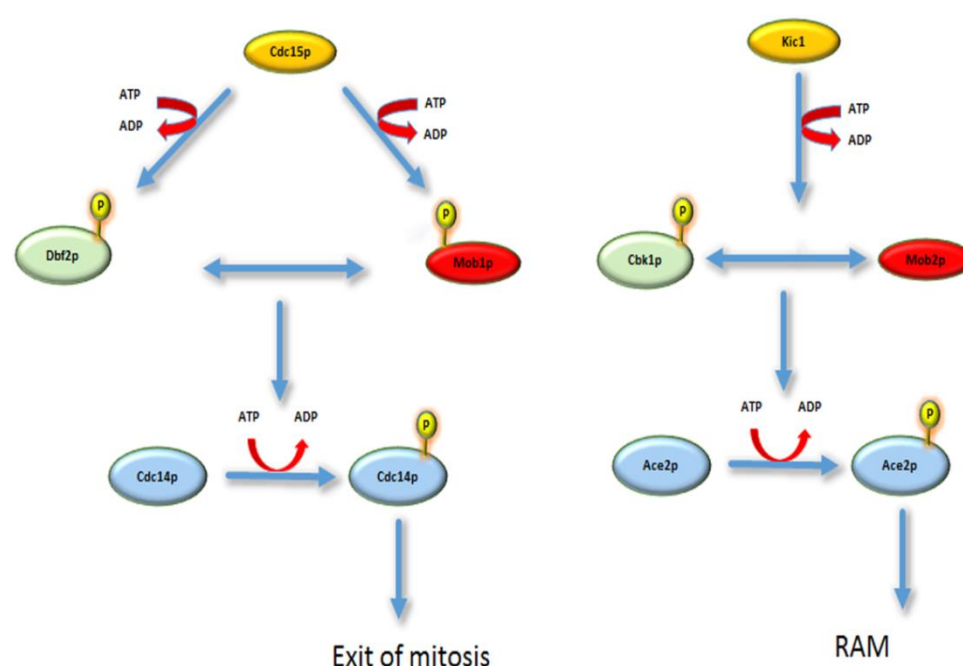 Cdc15p
ATP
ADP
ATP
ADP
P
Dbf2p
P
Mob1p
ATP
ADP
Cdc14p
P
Cdc14p
Exit of mitosis
Kic1
ATP
ADP
P
Cbk1p
Mob2p
ATP
ADP
Ace2p
P
Ace2p
RAM